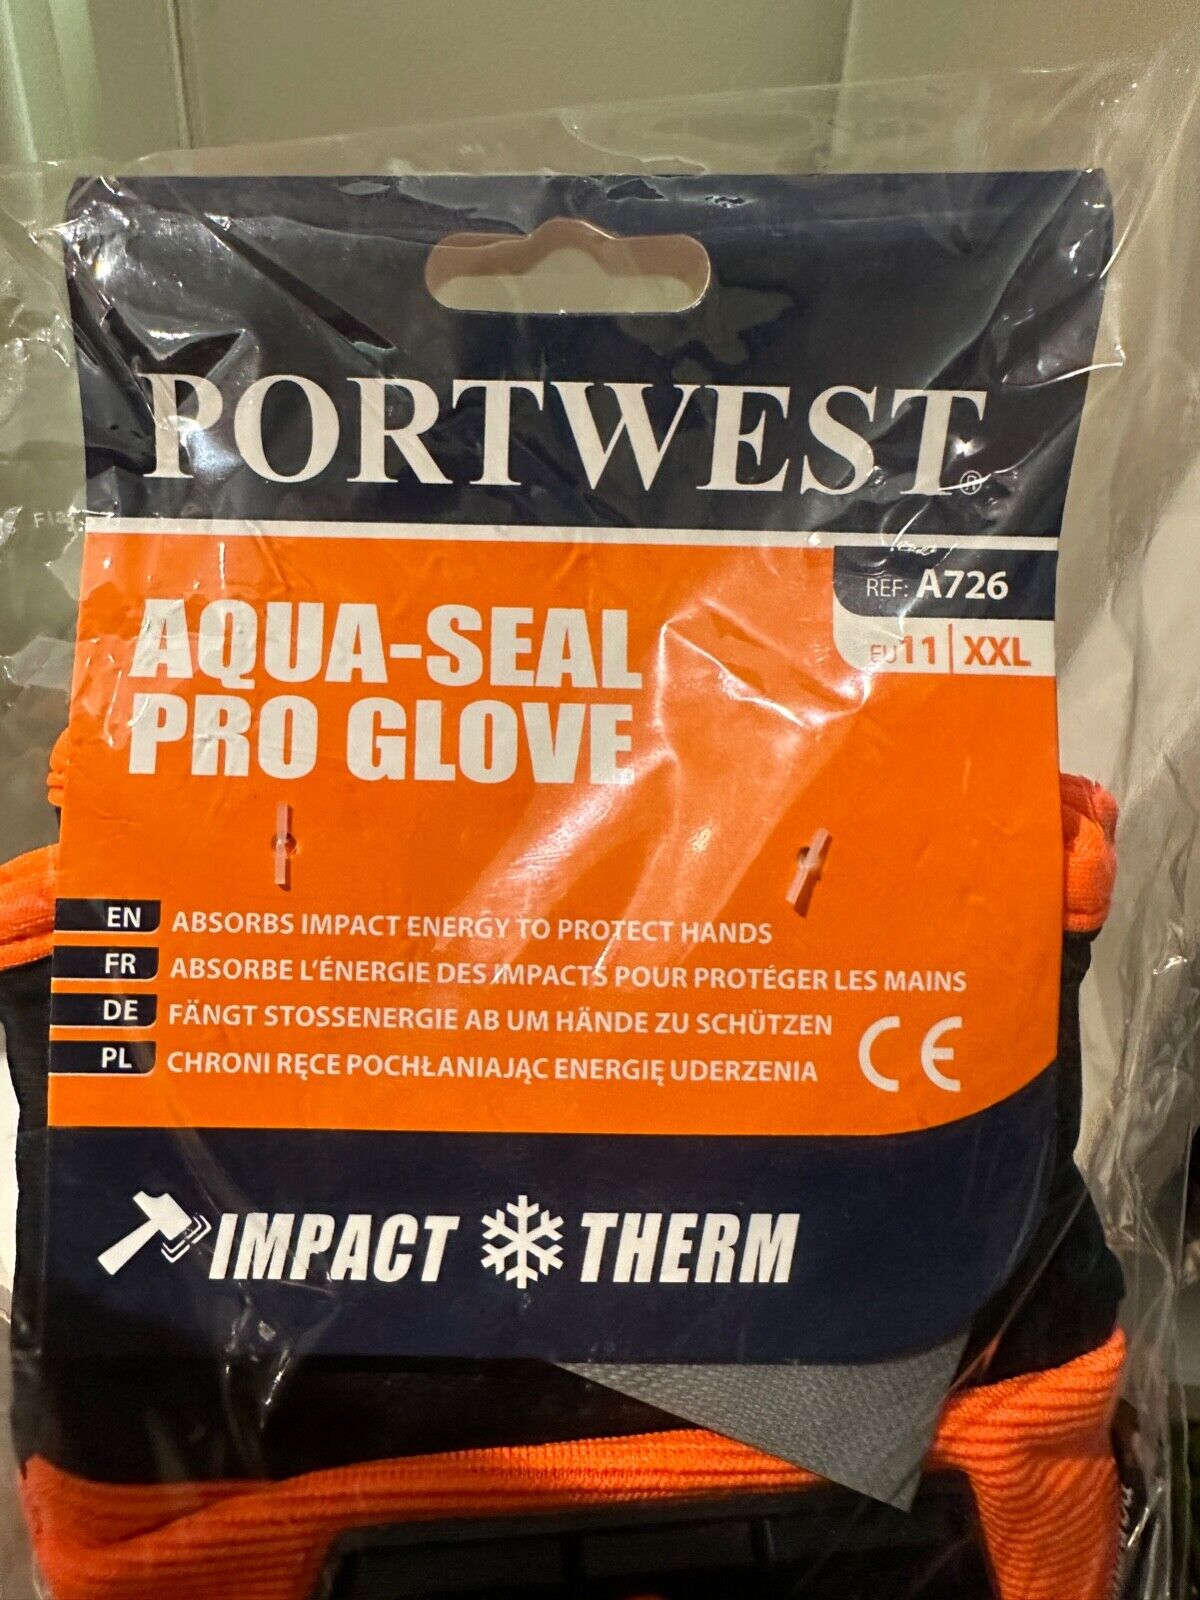 PORTWEST®
REF: A726
EU11 | XXL
AQUA-SEAL
PRO GLOVE
EN ABSORBS IMPACT ENERGY TO PROTECT HANDS
FR ABSORBE L'ÉNERGIE DES IMPACTS POUR PROTÉGER LES MAINS
DE FÄNGT STOSSENERGIE AB UM HÄNDE ZU SCHÜTZEN
PL CHRONI RĘCE POCHŁANIAJĄC ENERGIĘ UDERZENIA
CE
IMPACT THERM